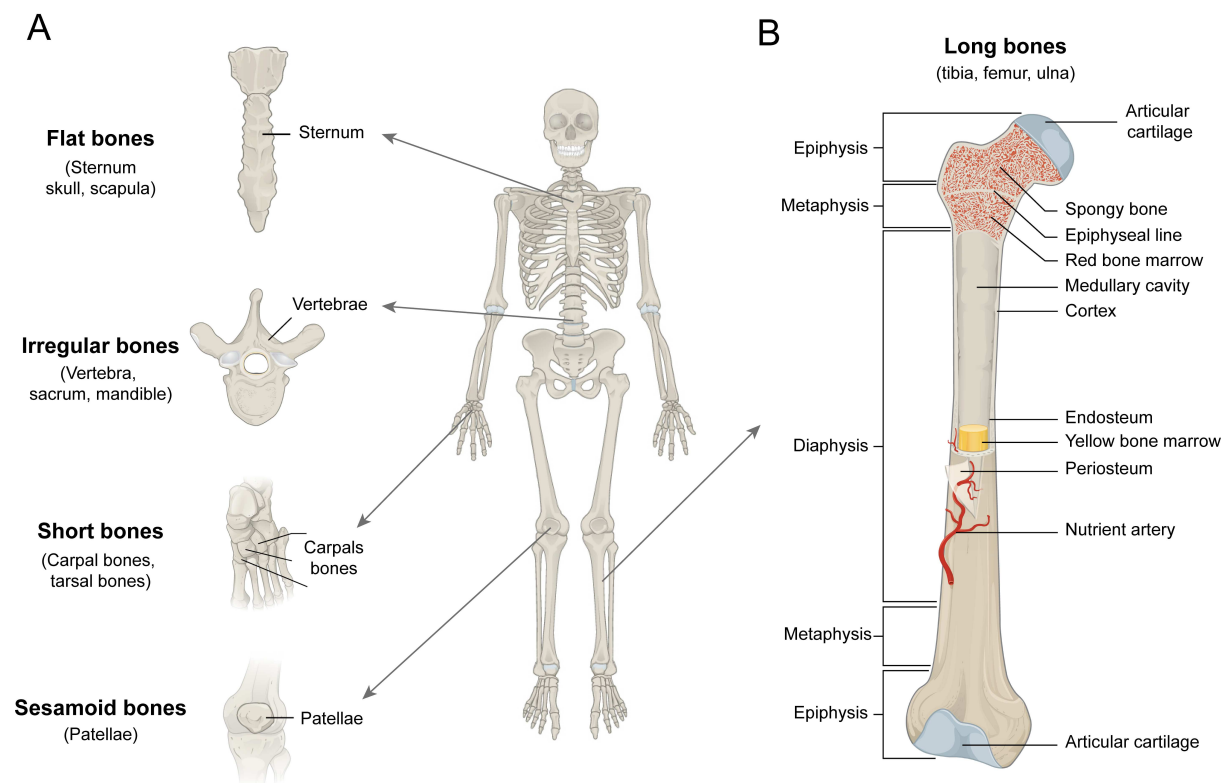 A
Flat bones
(Sternum
skull, scapula)
Sternum
Irregular bones
(Vertebra,
sacrum, mandible)
Vertebrae
Short bones
(Carpal bones,
tarsal bones)
Carpals
bones
Sesamoid bones
(Patellae)
Patellae
B
Long bones
(tibia, femur, ulna)
Epiphysis
Metaphysis
Diaphysis
Metaphysis
Epiphysis
Articular
cartilage
Spongy bone
Epiphyseal line
Red bone marrow
Medullary cavity
Cortex
Endosteum
Yellow bone marrow
Periosteum
Nutrient artery
Articular cartilage